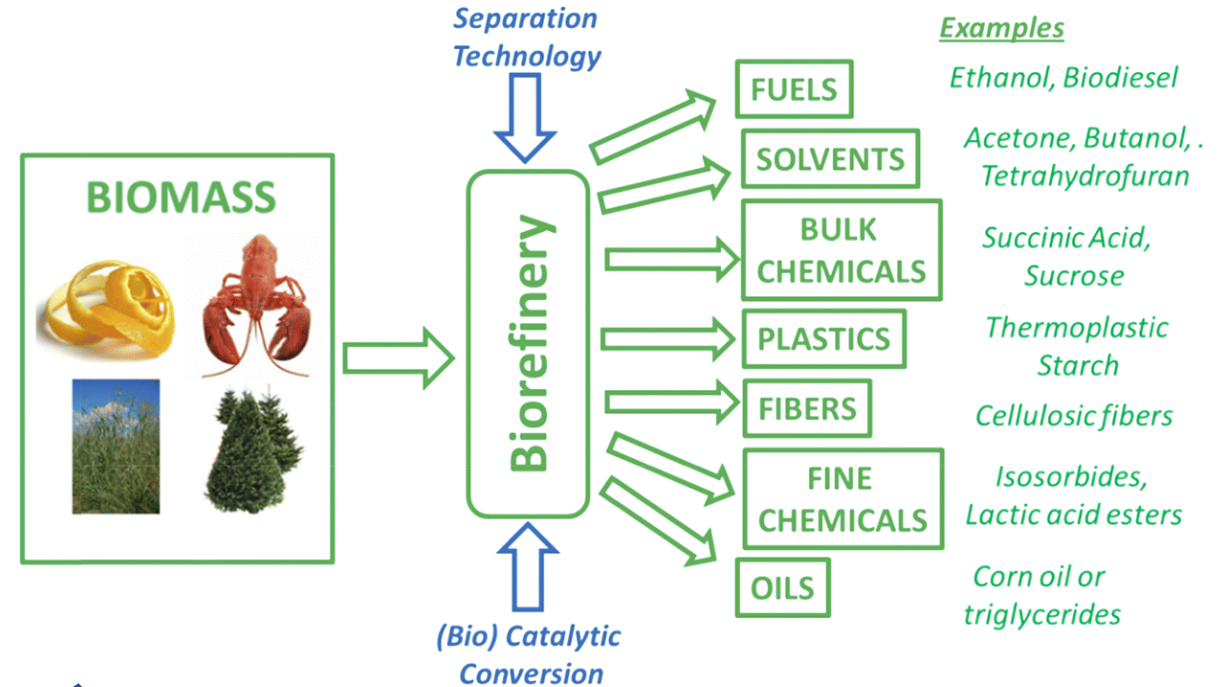 Separation
Technology
Examples
FUELS
Ethanol, Biodiesel
SOLVENTS
Acetone, Butanol, .
Tetrahydrofuran
BIOMASS
Biorefinery
BULK
CHEMICALS
Succinic Acid,
Sucrose
PLASTICS
Thermoplastic
Starch
FIBERS
Cellulosic fibers
FINE
CHEMICALS
Isosorbides,
Lactic acid esters
OILS
Corn oil or
triglycerides
(Bio) Catalytic
Conversion